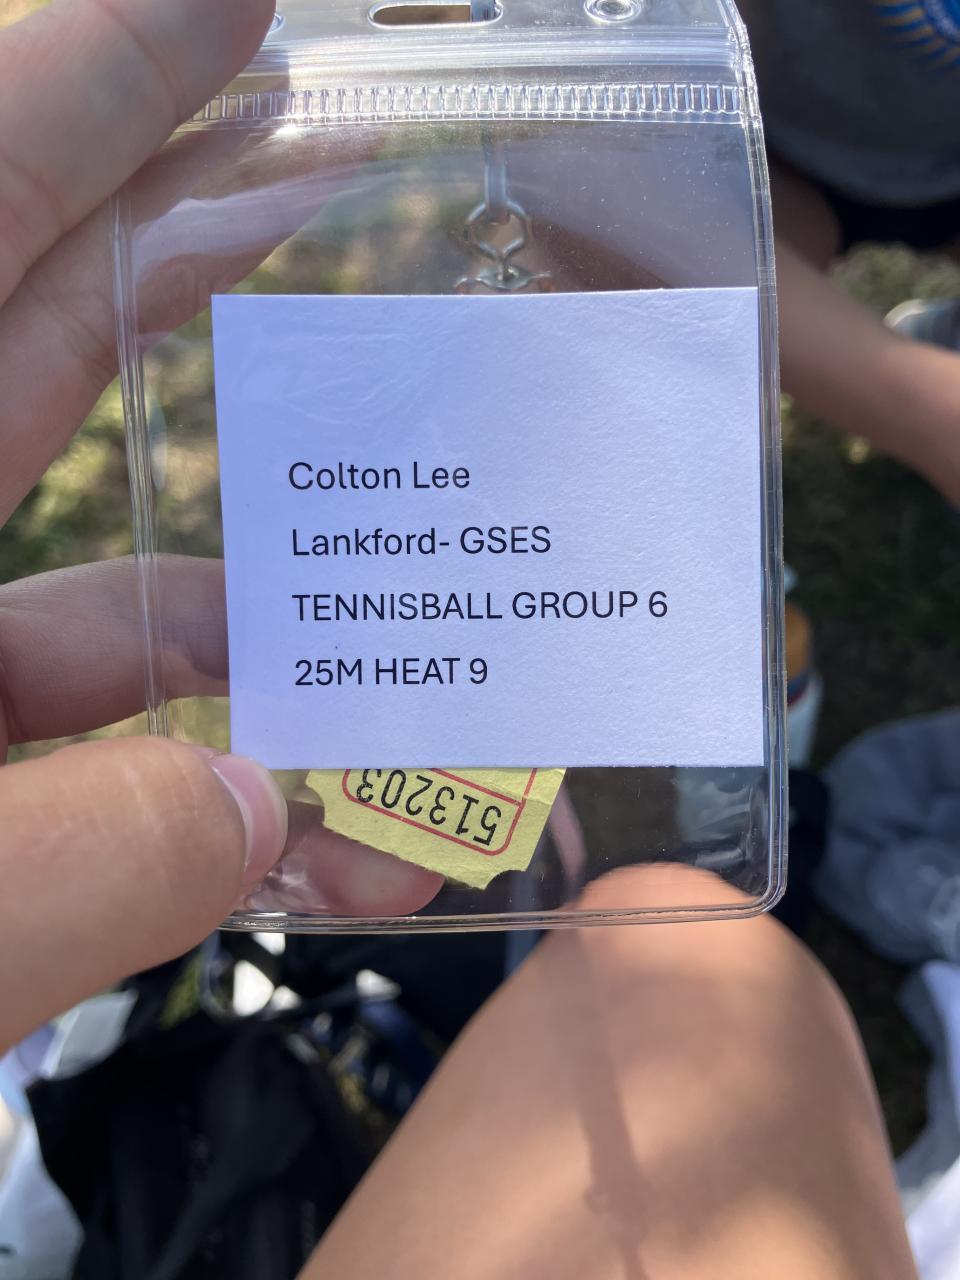 Colton Lee
Lankford- GSES
TENNISBALL GROUP 6
25M HEAT 9
513203